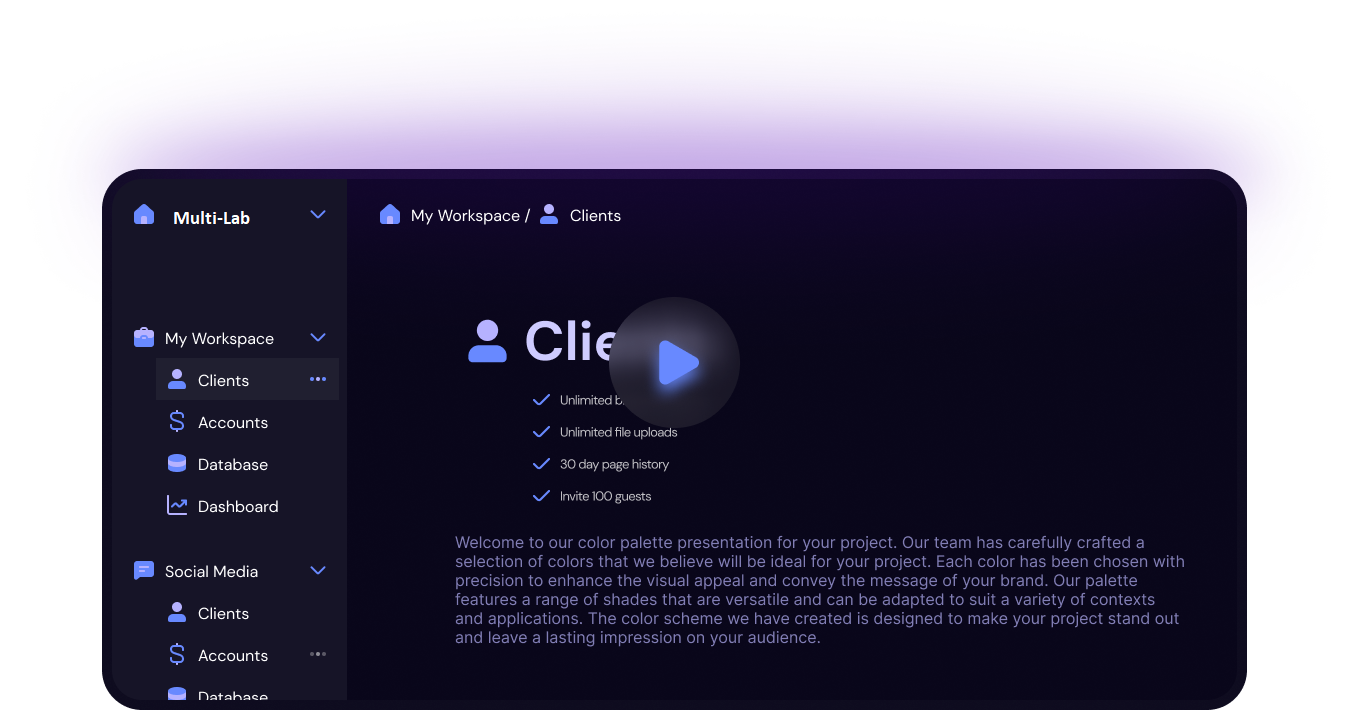 Multi-Lab
My Workspace / Clients
My Workspace
Clients
Accounts
Database
Dashboard
Social Media
Clients
Accounts
Database
Unlimited
Unlimited file uploads
30 day page history
Invite 100 guests
Welcome to our color palette presentation for your project. Our team has carefully crafted a
selection of colors that we believe will be ideal for your project. Each color has been chosen with
precision to enhance the visual appeal and convey the message of your brand. Our palette
features a range of shades that are versatile and can be adapted to suit a variety of contexts
and applications. The color scheme we have created is designed to make your project stand out
and leave a lasting impression on your audience.